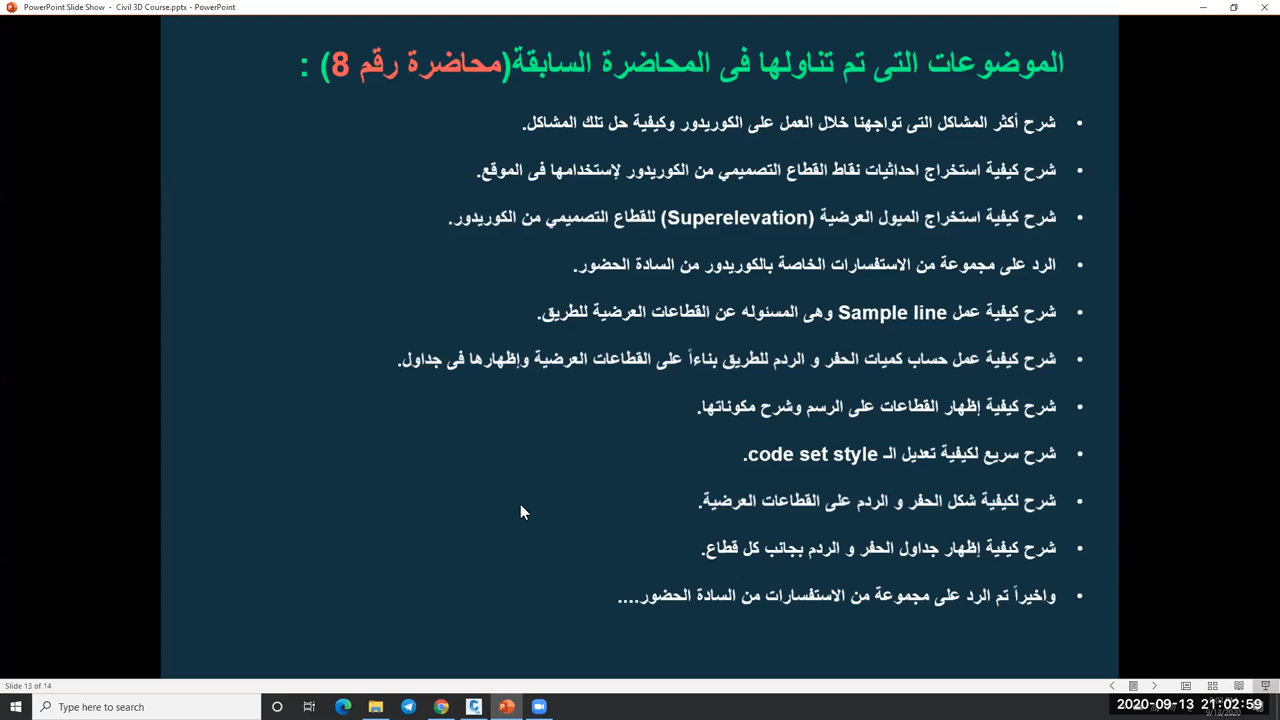 PowerPoint Slide Show - Civil 3D Course.pptx - PowerPoint
الموضوعات التى تم تناولها فى المحاضرة السابقة(محاضرة رقم 8) :
• شرح أكثر المشاكل التى تواجهنا خلال العمل على الكوريدور وكيفية حل تلك المشاكل.
• شرح كيفية استخراج احداثيات نقاط القطاع التصميمي من الكوريدور لإستخدامها فى الموقع.
• شرح كيفية استخراج الميول العرضية (Superelevation) للقطاع التصميمي من الكوريدور.
• الرد على مجموعة من الاستفسارات الخاصة بالكوريدور من السادة الحضور.
• شرح كيفية عمل Sample line وهى المسئوله عن القطاعات العرضية للطريق.
• شرح كيفية عمل حساب كميات الحفر و الردم للطريق بناءاً على القطاعات العرضية وإظهارها فى جداول.
• شرح كيفية إظهار القطاعات على الرسم وشرح مكوناتها.
• شرح سريع لكيفية تعديل الـ code set style.
• شرح لكيفية شكل الحفر و الردم على القطاعات العرضية.
• شرح كيفية إظهار جداول الحفر و الردم بجانب كل قطاع.
• واخيراً تم الرد على مجموعة من الاستفسارات من السادة الحضور....
Slide 13 of 14
Type here to search
2020-09-13 21:02:59
9/13/2020